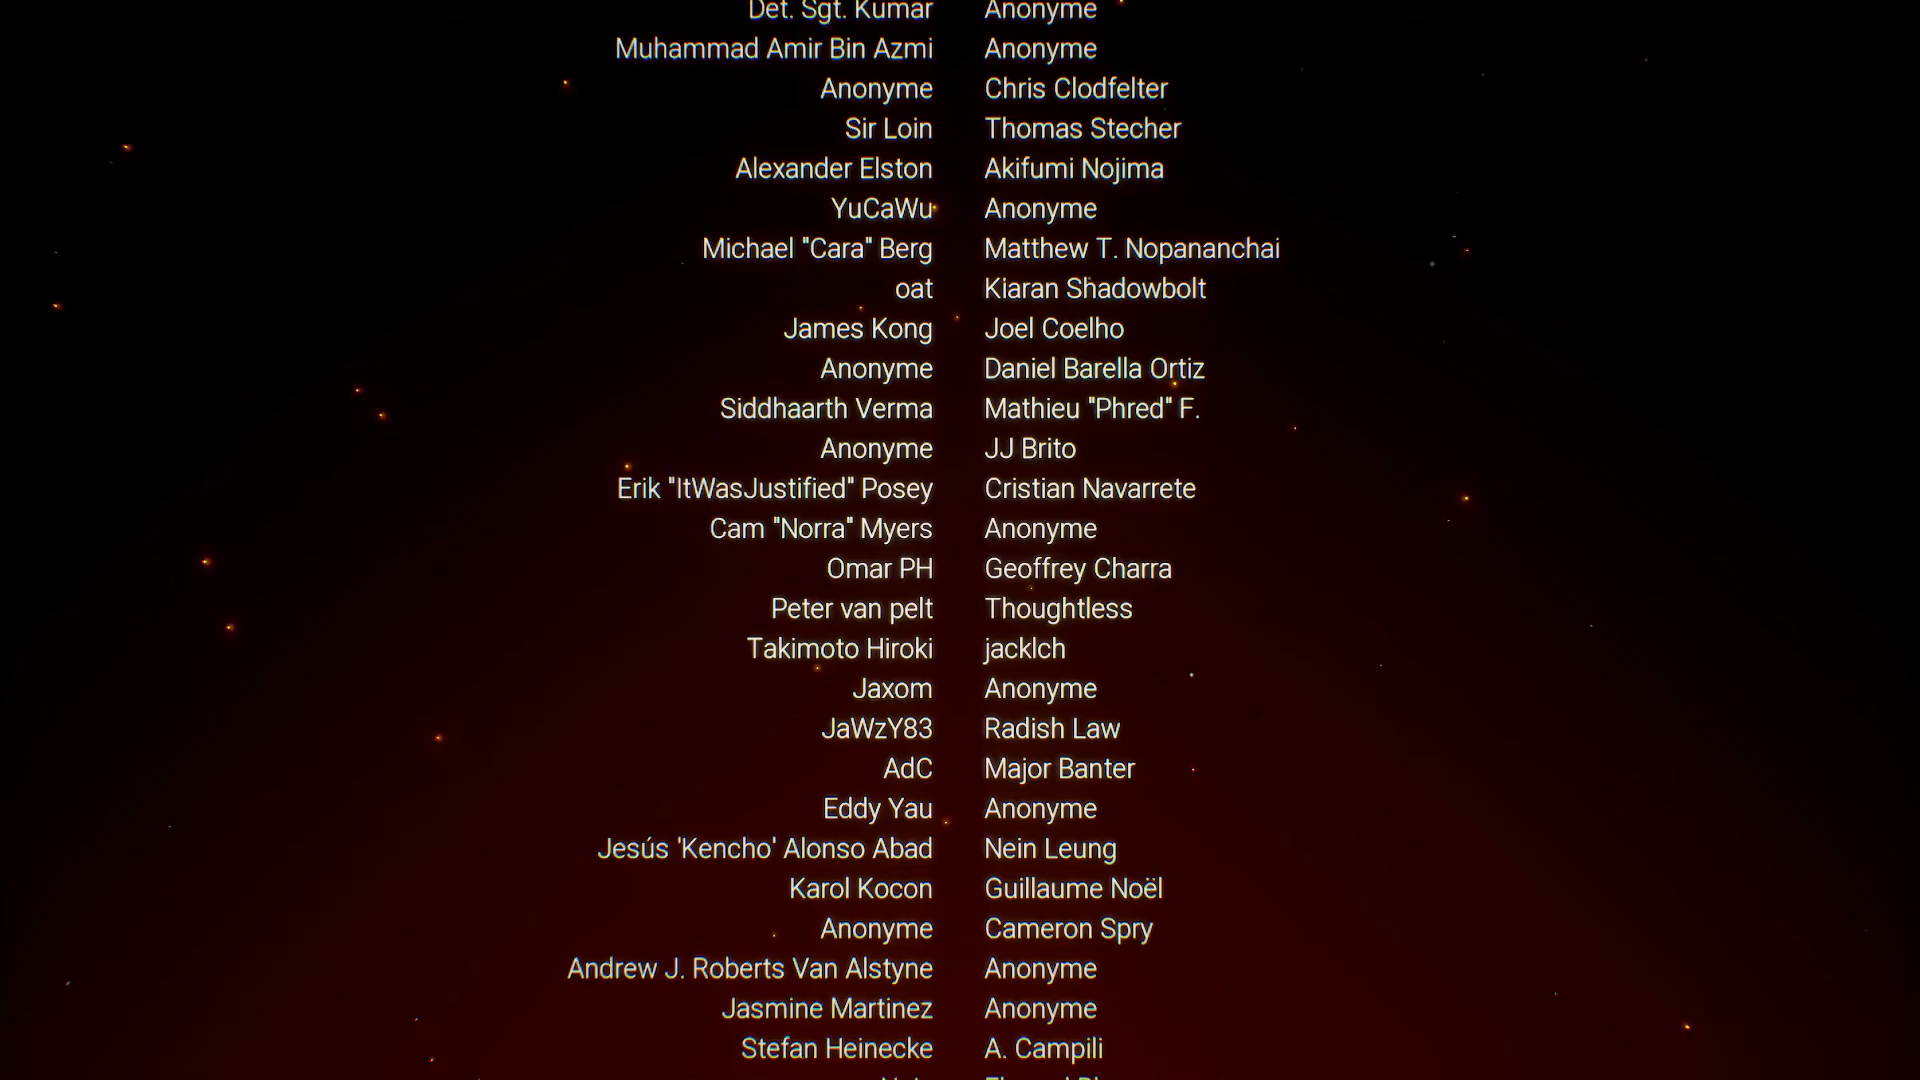 Det. Sgt. Kumar Anonyme
Muhammad Amir Bin Azmi Anonyme
Anonyme Chris Clodfelter
Sir Loin Thomas Stecher
Alexander Elston Akifumi Nojima
YuCaWu Anonyme
Michael "Cara" Berg Matthew T. Nopananchai
oat Kiaran Shadowbolt
James Kong Joel Coelho
Anonyme Daniel Barella Ortiz
Siddhaarth Verma Mathieu "Phred" F.
Anonyme JJ Brito
Erik "ItWasJustified" Posey Cristian Navarrete
Cam "Norra" Myers Anonyme
Omar PH Geoffrey Charra
Peter van pelt Thoughtless
Takimoto Hiroki jacklch
Jaxom Anonyme
JaWzY83 Radish Law
AdC Major Banter
Eddy Yau Anonyme
Jesús 'Kencho' Alonso Abad Nein Leung
Karol Kocon Guillaume Noël
Anonyme Cameron Spry
Andrew J. Roberts Van Alstyne Anonyme
Jasmine Martinez Anonyme
Stefan Heinecke A. Campili